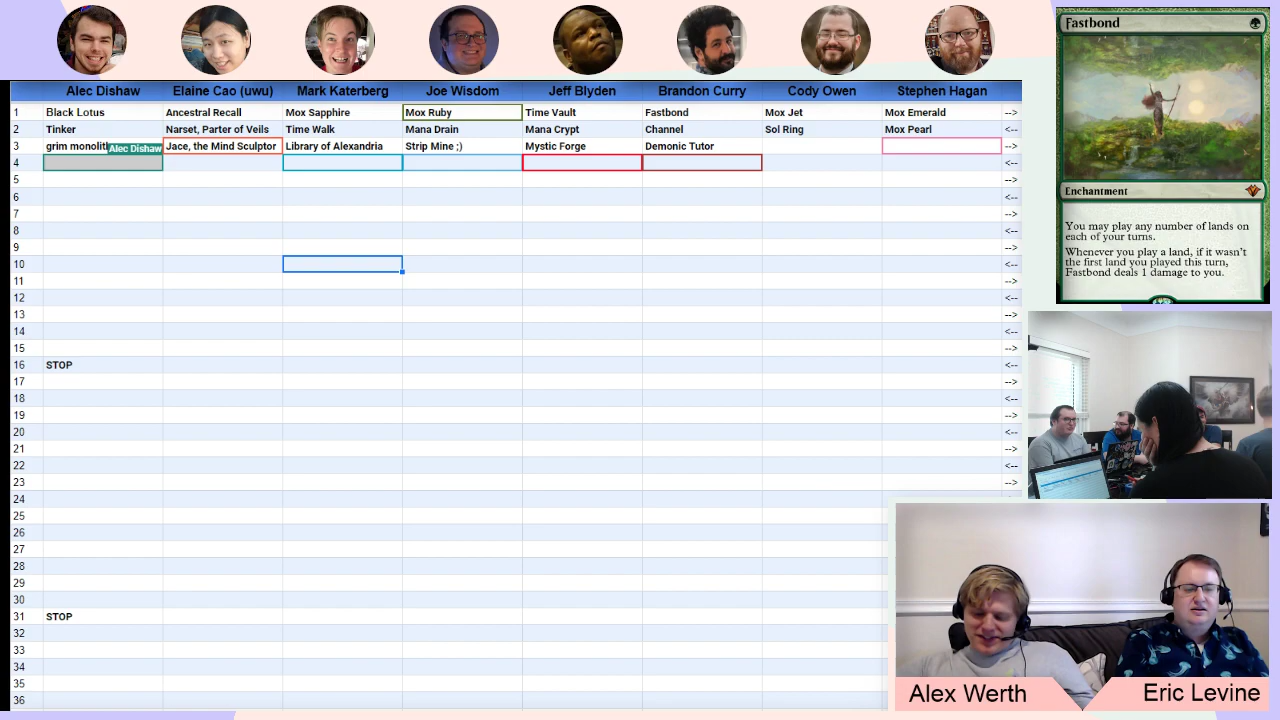 Alec Dishaw Elaine Cao (uwu) Mark Katerberg Joe Wisdom Jeff Blyden Brandon Curry Cody Owen Stephen Hagan
1 Black Lotus Ancestral Recall Mox Sapphire Mox Ruby Time Vault Fastbond Mox Jet Mox Emerald -->
2 Tinker Narset, Parter of Veils Time Walk Mana Drain Mana Crypt Channel Sol Ring Mox Pearl <--
3 grim monolith Alec Dishaw Jace, the Mind Sculptor Library of Alexandria Strip Mine ;) Mystic Forge Demonic Tutor -->
4 <--
5 -->
6 <--
7 -->
8 <--
9 -->
10 <--
11 -->
12 <--
13 -->
14 <--
15 -->
16 STOP <--
17 -->
18 <--
19 -->
20 <--
21 -->
22 <--
23 -->
24
25
26
27
28
29
30
31 STOP
32
33
34
35
36
Fastbond
Enchantment
You may play any number of lands on
each of your turns.
Whenever you play a land, if it wasn't
the first land you played this turn,
Fastbond deals 1 damage to you.
Alex Werth
Eric Levine